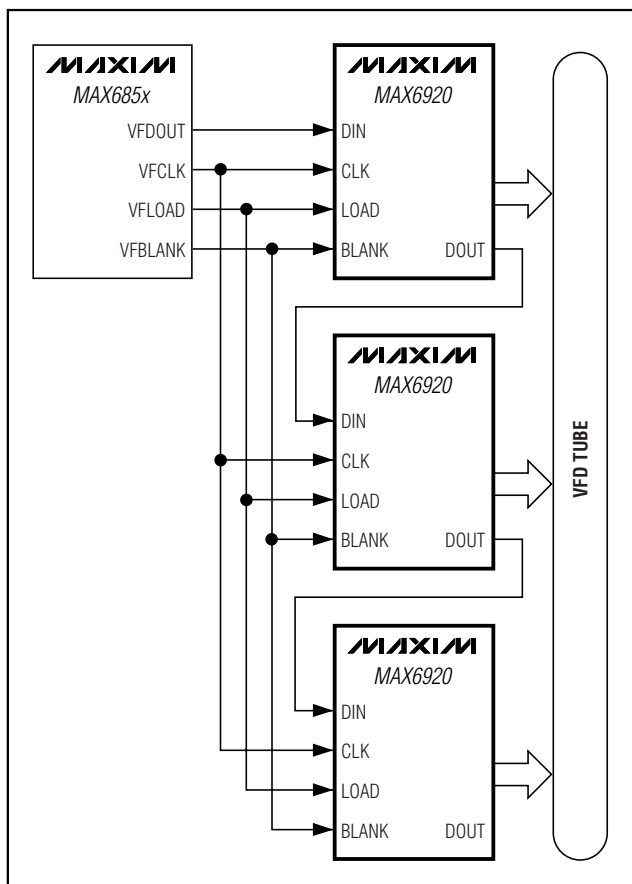 MAXIM
MAX685x
VFDOUT
VFCLK
VFLOAD
VFBLANK
MAXIM
MAX6920
DIN
CLK
LOAD
BLANK DOUT
MAXIM
MAX6920
DIN
CLK
LOAD
BLANK DOUT
MAXIM
MAX6920
DIN
CLK
LOAD
BLANK DOUT
VFD TUBE